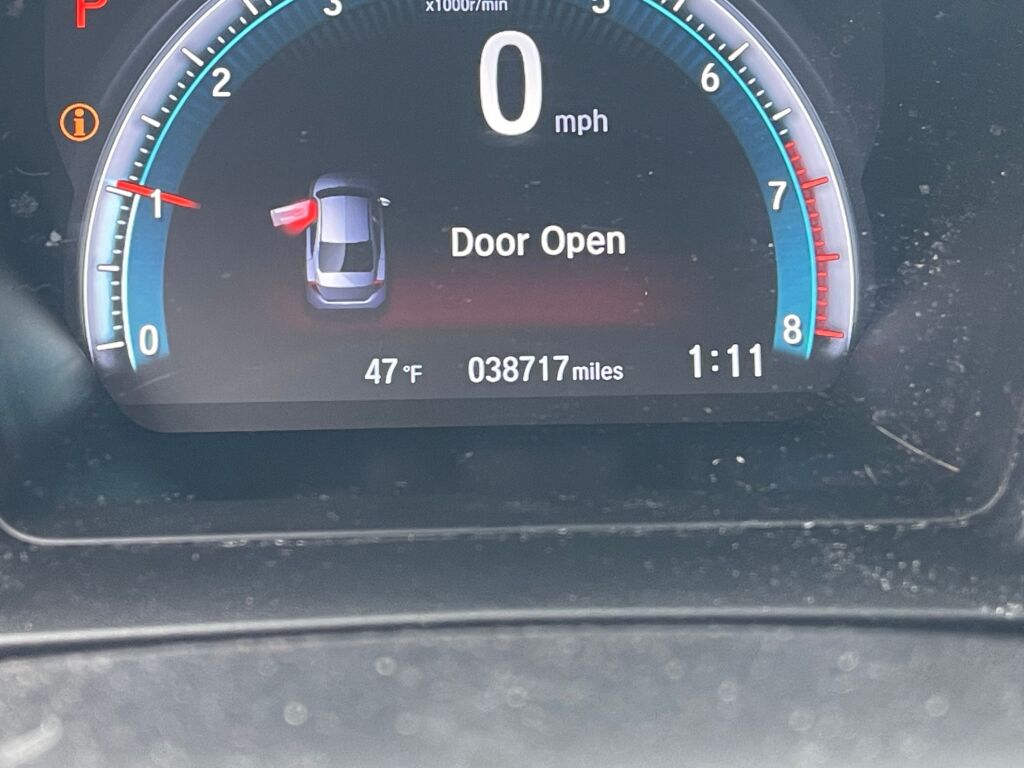 P
3
x1000r/min
5
2
0 mph
6
i
1
7
Door Open
0
8
47°F
038717 miles
1:11